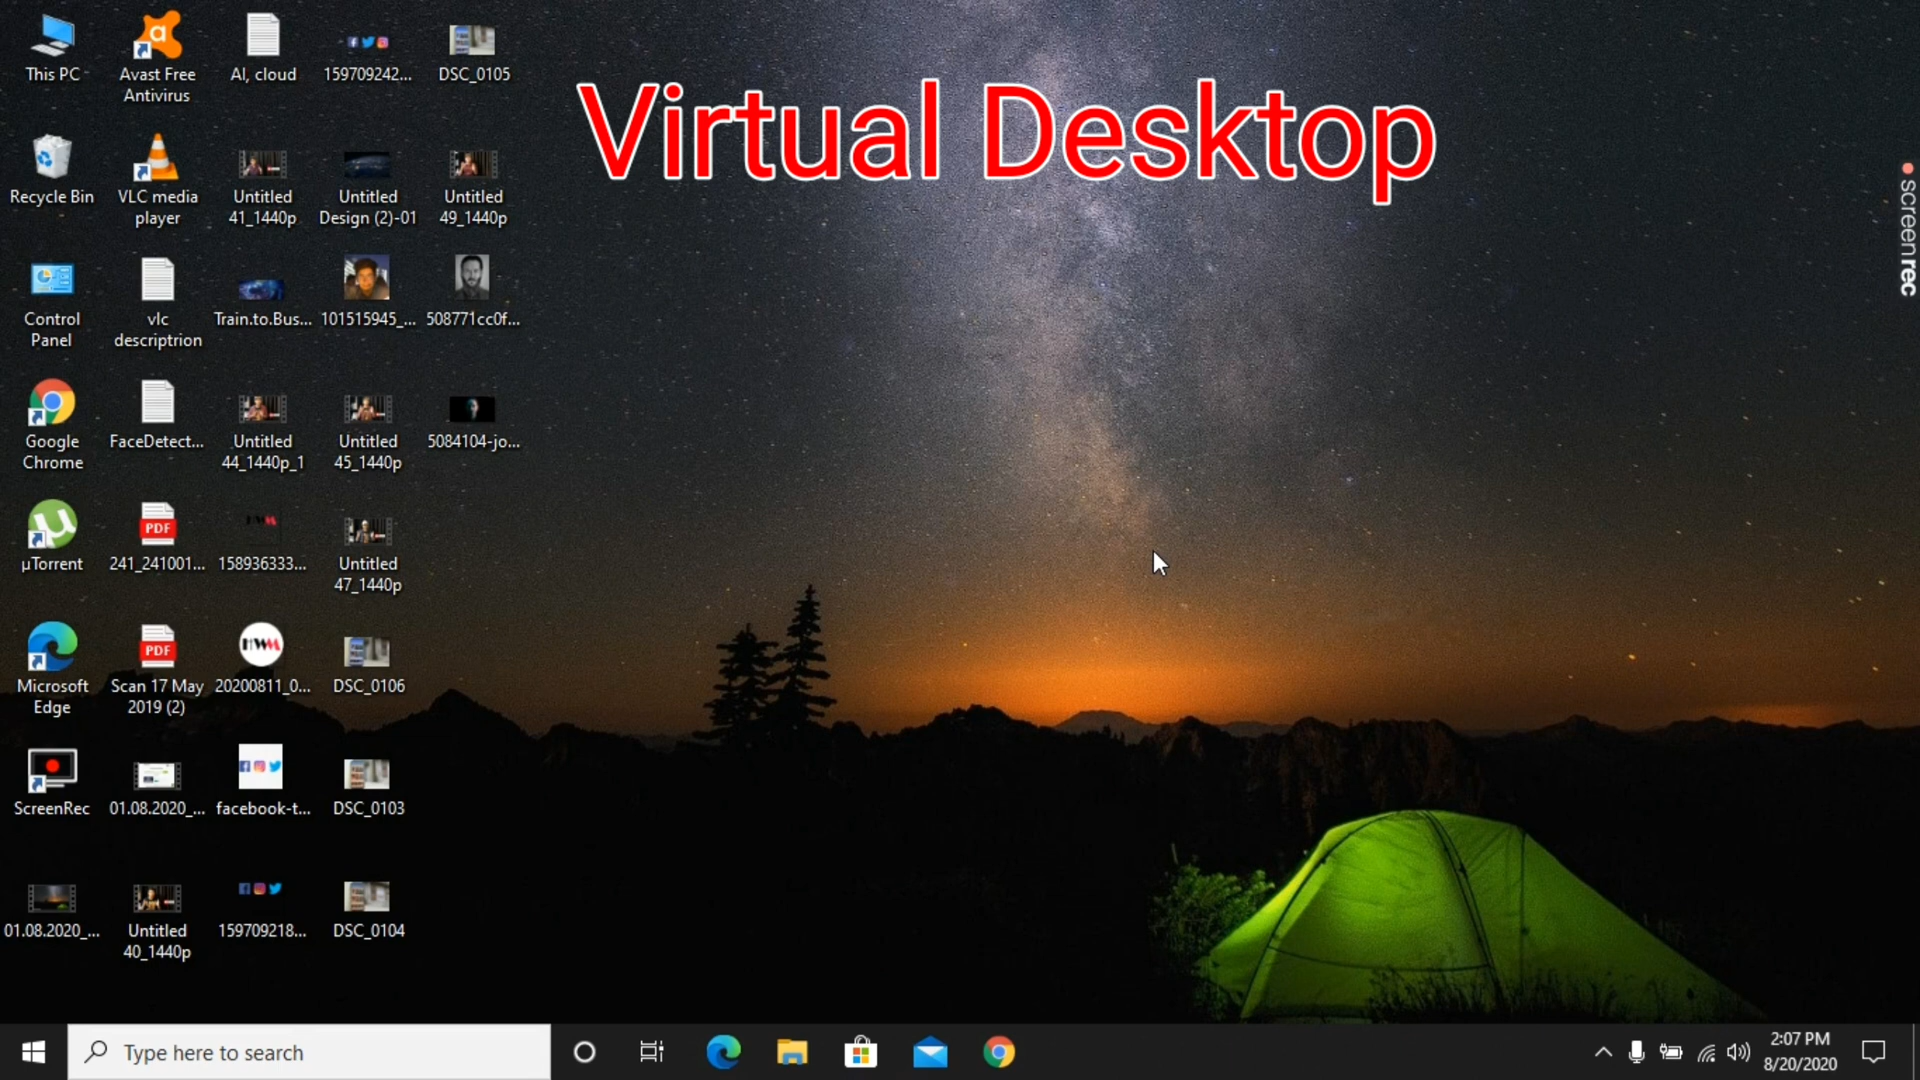 Virtual Desktop
This PC
Avast Free
Antivirus
AI, cloud
159709242...
DSC_0105
Recycle Bin
VLC media
player
Untitled
41_1440p
Untitled
Design (2)-01
Untitled
49_1440p
Control
Panel
vlc
descriptrion
Train.to.Bus...
101515945_...
508771cc0f...
Google
Chrome
FaceDetect...
Untitled
44_1440p_1
Untitled
45_1440p
5084104-jo...
µTorrent
PDF
241_241001...
158936333...
Untitled
47_1440p
Microsoft
Edge
PDF
Scan 17 May
2019 (2)
20200811_0...
DSC_0106
ScreenRec
01.08.2020_...
facebook-t...
DSC_0103
01.08.2020_...
Untitled
40_1440p
159709218...
DSC_0104
screenrec
Type here to search
2:07 PM
8/20/2020